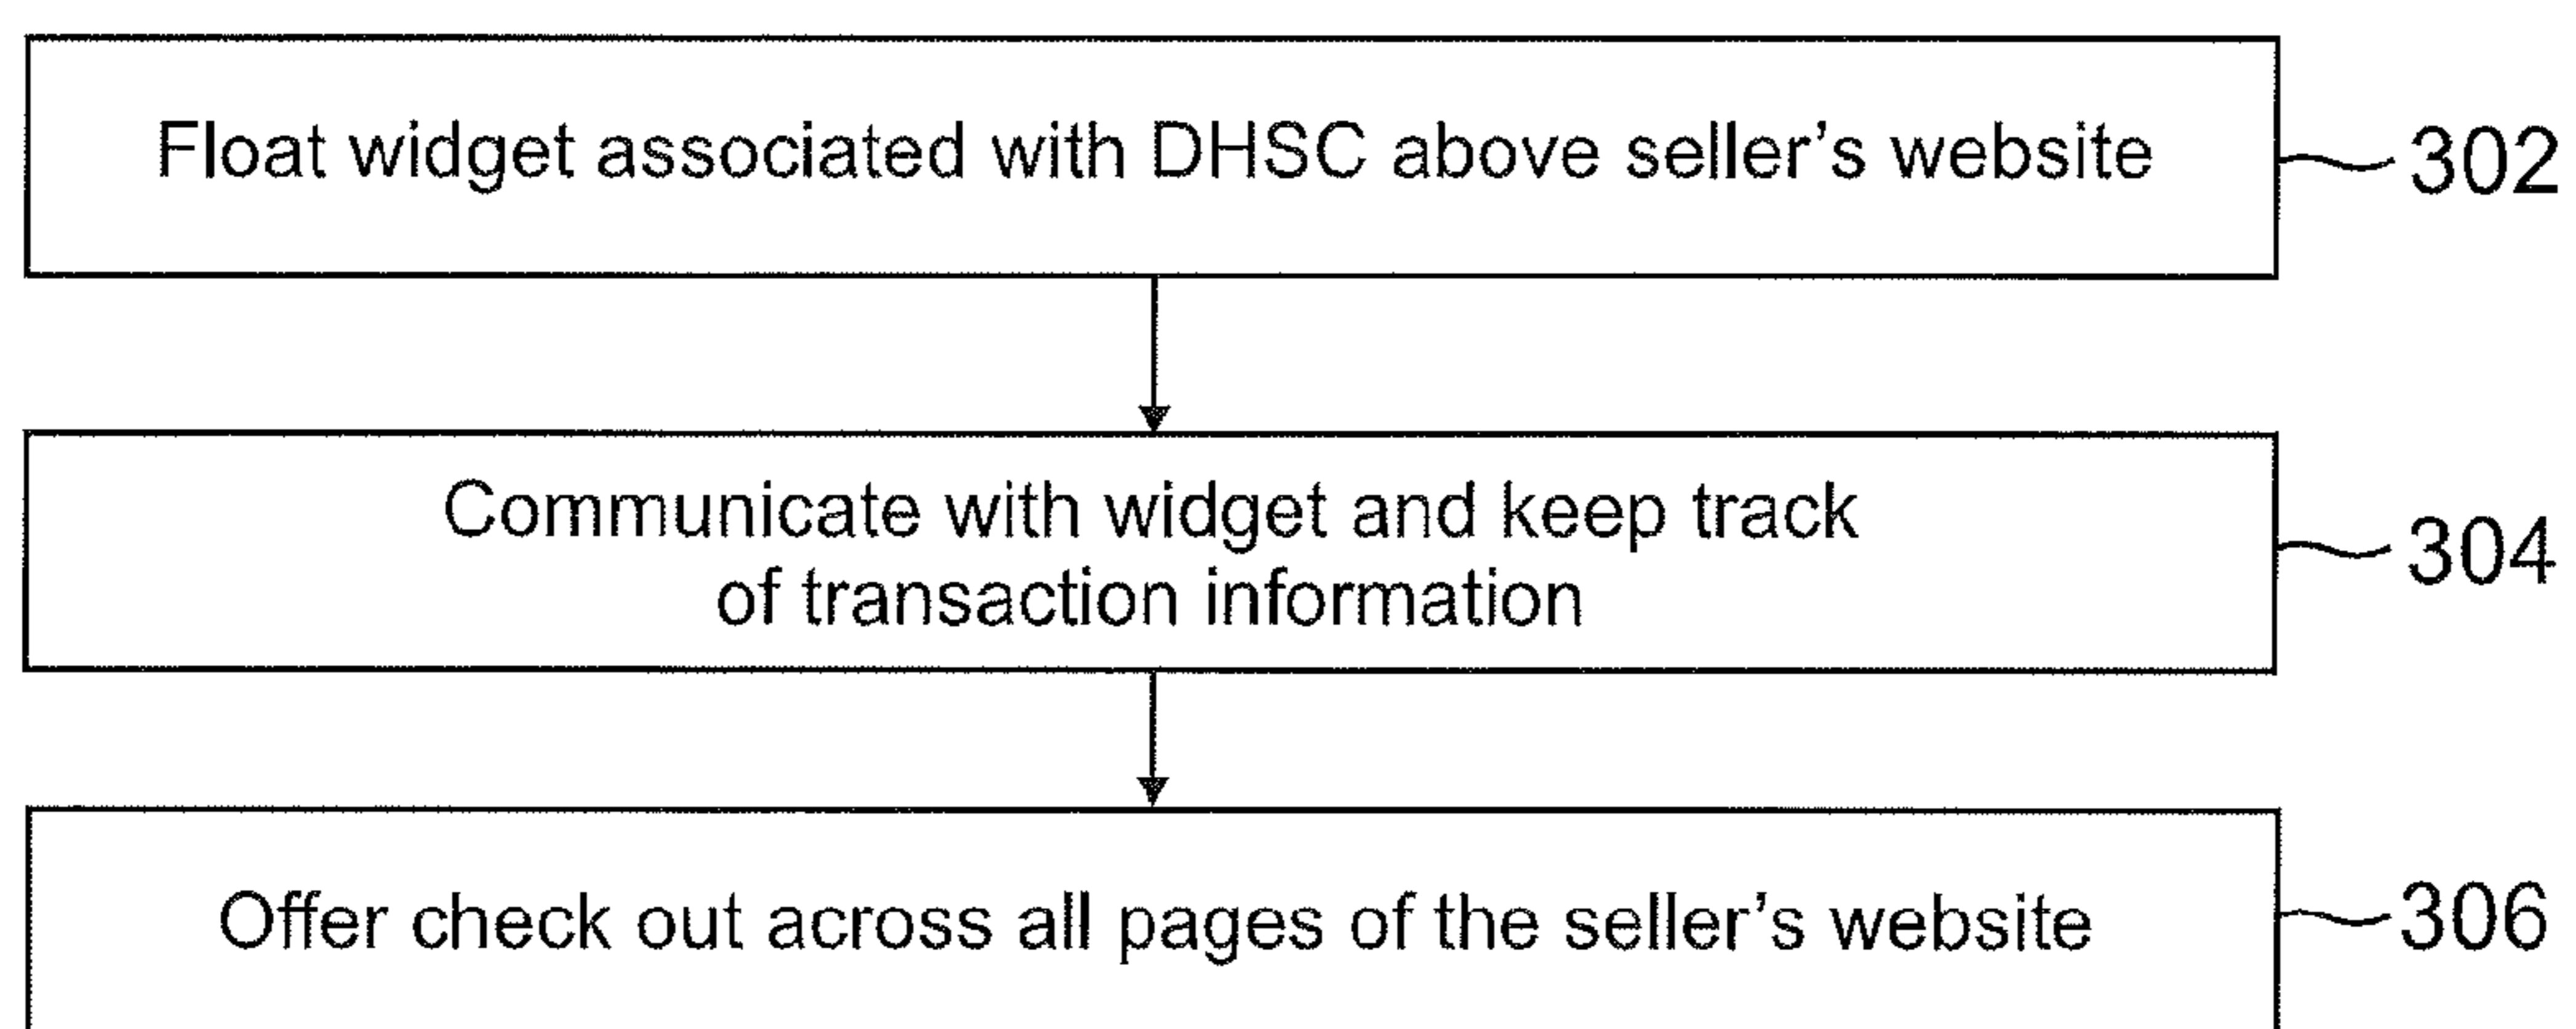 Float widget associated with DHSC above seller's website
302
Communicate with widget and keep track
of transaction information
304
Offer check out across all pages of the seller's website
306